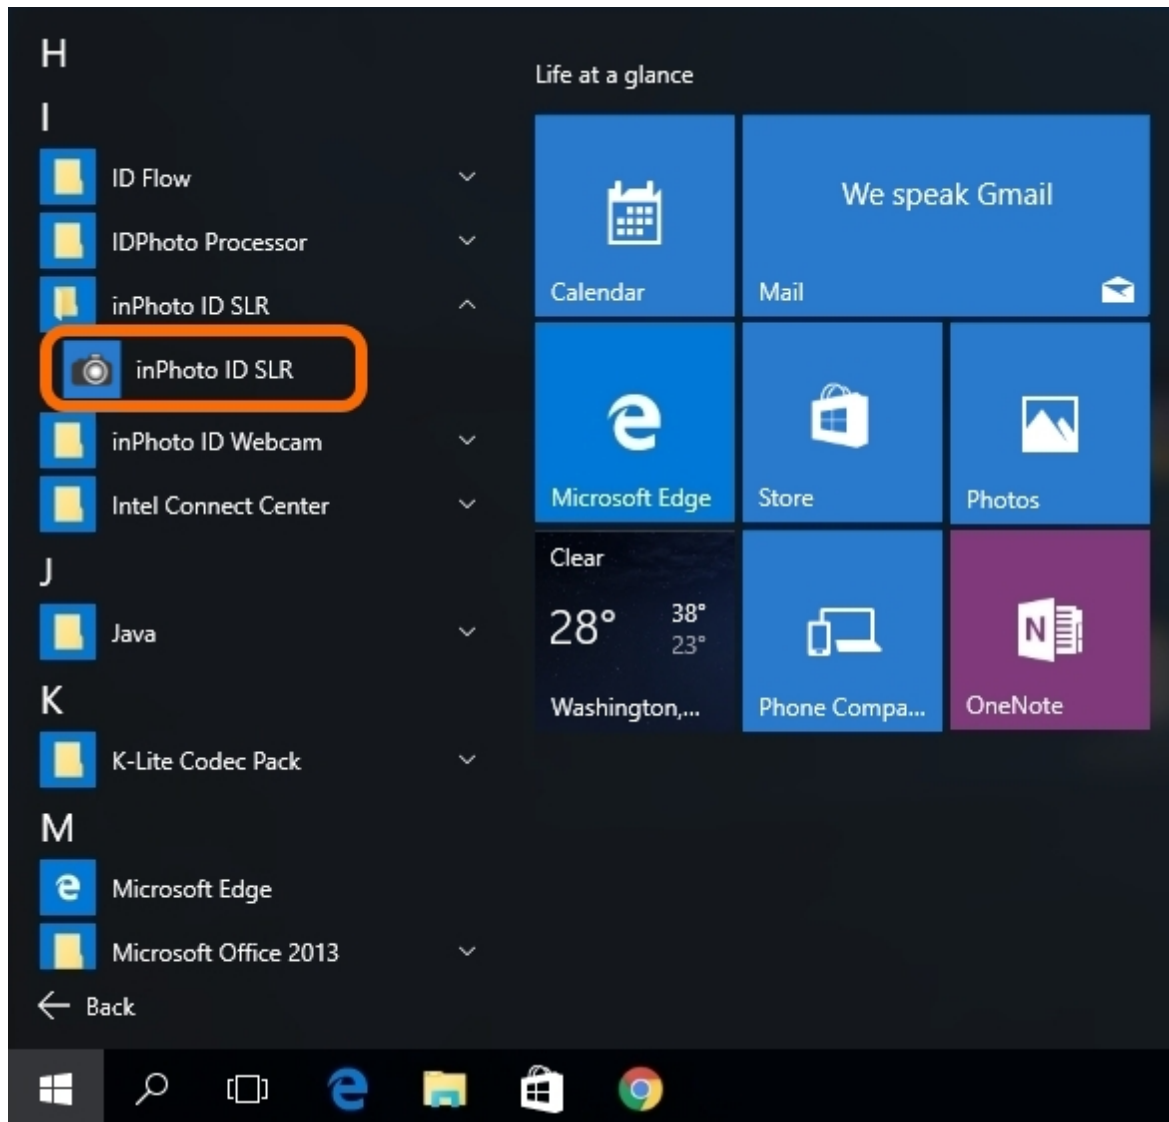 H
I
ID Flow
IDPhoto Processor
inPhoto ID SLR
inPhoto ID SLR
inPhoto ID Webcam
Intel Connect Center
J
Java
K
K-Lite Codec Pack
M
Microsoft Edge
Microsoft Office 2013
Back
Life at a glance
Calendar
We speak Gmail
Mail
Microsoft Edge
Store
Photos
Clear
28° 38°
23°
Washington,...
Phone Compa...
N
OneNote